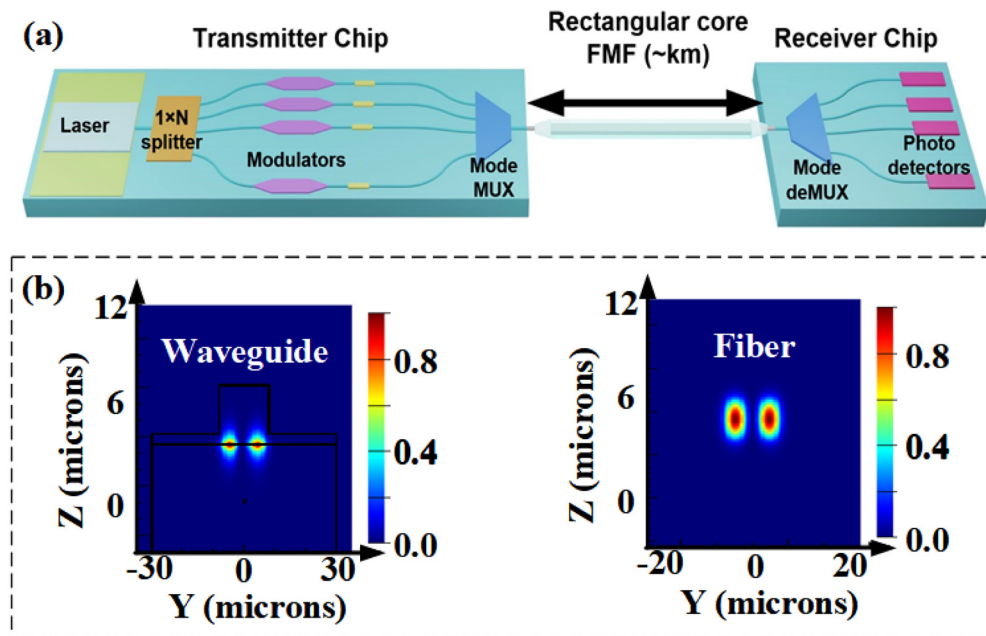 (a)
Transmitter Chip
Rectangular core
FMF (~km)
Receiver Chip
Laser
1×N
splitter
Modulators
Mode
MUX
Mode
deMUX
Photo
detectors
(b)
12
6
0
Z (microns)
Waveguide
-30
0
30
Y (microns)
0.8
0.4
0.0
12
6
0
Z (microns)
Fiber
-20
0
20
Y (microns)
0.8
0.4
0.0